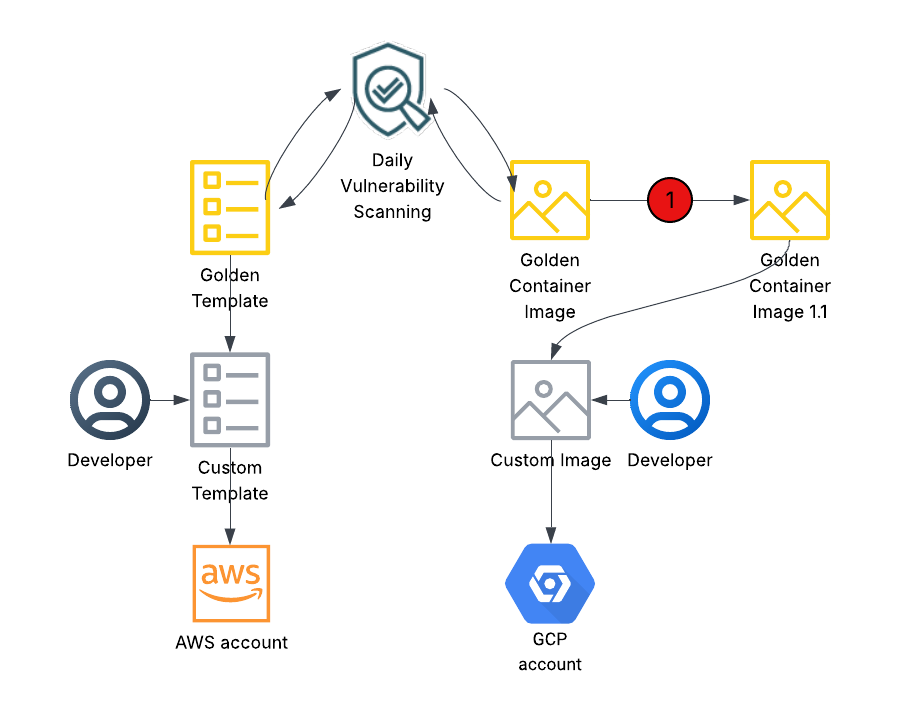 Daily
Vulnerability
Scanning
1
Golden
Template
Golden
Container
Image
Golden
Container
Image 1.1
Developer
Custom
Template
Custom Image
Developer
aws
AWS account
GCP
account